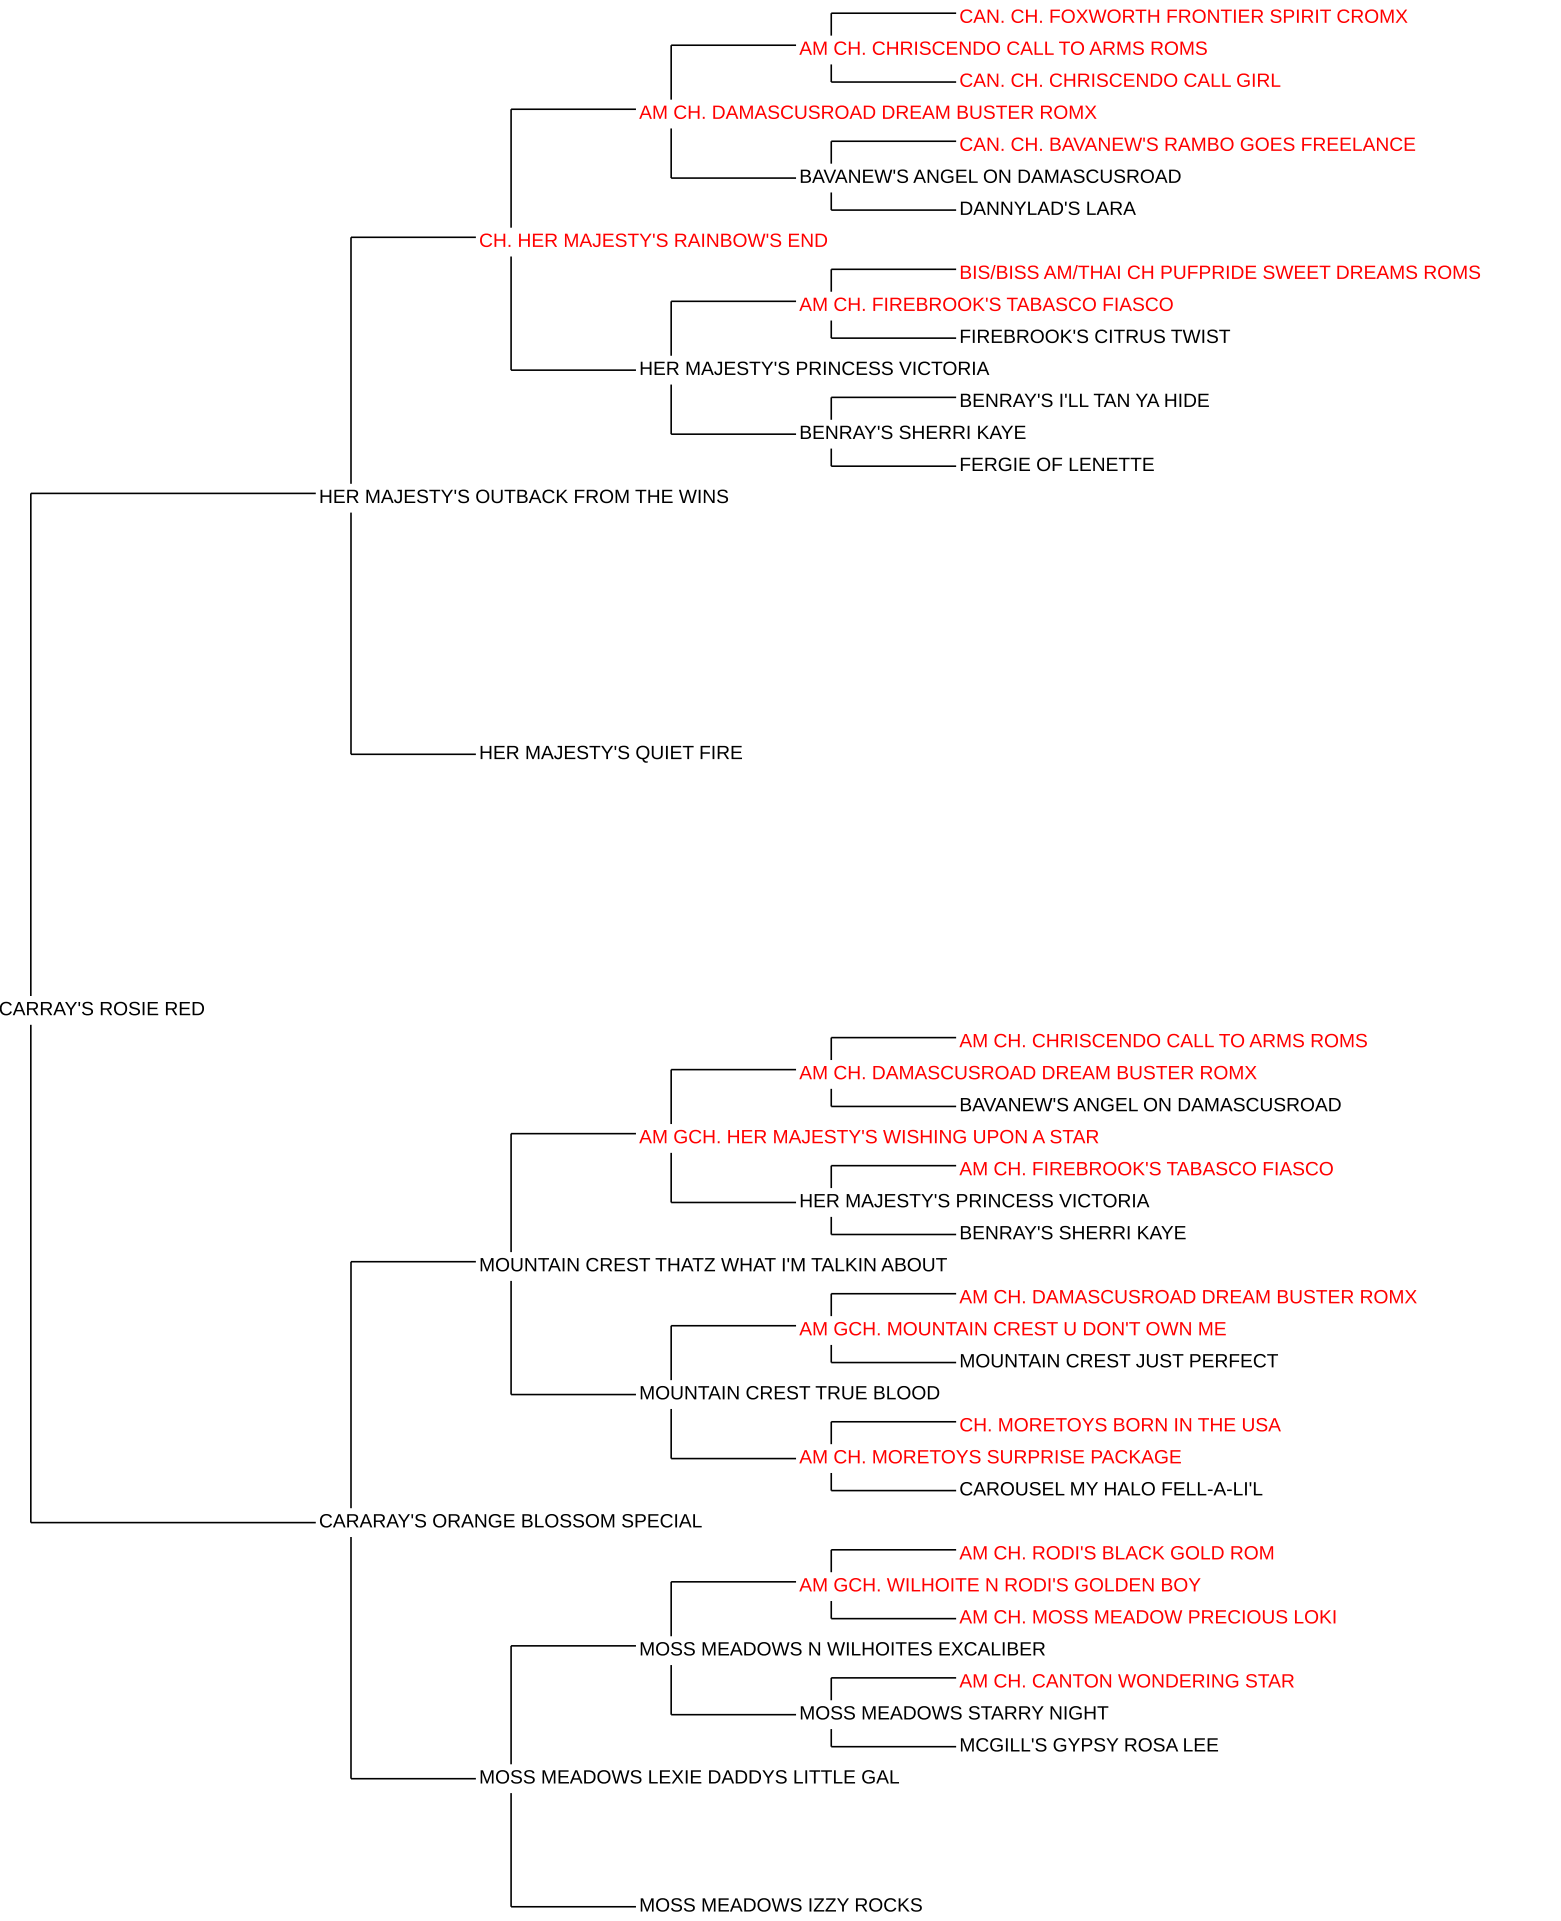 CAN. CH. FOXWORTH FRONTIER SPIRIT CROMX
AM CH. CHRISCENDO CALL TO ARMS ROMS
CAN. CH. CHRISCENDO CALL GIRL
AM CH. DAMASCUSROAD DREAM BUSTER ROMX
CAN. CH. BAVANEW'S RAMBO GOES FREELANCE
BAVANEW'S ANGEL ON DAMASCUSROAD
DANNYLAD'S LARA
CH. HER MAJESTY'S RAINBOW'S END
BIS/BISS AM/THAI CH PUFPRIDE SWEET DREAMS ROMS
AM CH. FIREBROOK'S TABASCO FIASCO
FIREBROOK'S CITRUS TWIST
HER MAJESTY'S PRINCESS VICTORIA
BENRAY'S I'LL TAN YA HIDE
BENRAY'S SHERRI KAYE
FERGIE OF LENETTE
HER MAJESTY'S OUTBACK FROM THE WINS
HER MAJESTY'S QUIET FIRE
CARRAY'S ROSIE RED
AM CH. CHRISCENDO CALL TO ARMS ROMS
AM CH. DAMASCUSROAD DREAM BUSTER ROMX
BAVANEW'S ANGEL ON DAMASCUSROAD
AM GCH. HER MAJESTY'S WISHING UPON A STAR
AM CH. FIREBROOK'S TABASCO FIASCO
HER MAJESTY'S PRINCESS VICTORIA
BENRAY'S SHERRI KAYE
MOUNTAIN CREST THATZ WHAT I'M TALKIN ABOUT
AM CH. DAMASCUSROAD DREAM BUSTER ROMX
AM GCH. MOUNTAIN CREST U DON'T OWN ME
MOUNTAIN CREST JUST PERFECT
MOUNTAIN CREST TRUE BLOOD
CH. MORETOYS BORN IN THE USA
AM CH. MORETOYS SURPRISE PACKAGE
CAROUSEL MY HALO FELL-A-LI'L
CARARAY'S ORANGE BLOSSOM SPECIAL
AM CH. RODI'S BLACK GOLD ROM
AM GCH. WILHOITE N RODI'S GOLDEN BOY
AM CH. MOSS MEADOW PRECIOUS LOKI
MOSS MEADOWS N WILHOITES EXCALIBER
AM CH. CANTON WONDERING STAR
MOSS MEADOWS STARRY NIGHT
MCGILL'S GYPSY ROSA LEE
MOSS MEADOWS LEXIE DADDYS LITTLE GAL
MOSS MEADOWS IZZY ROCKS